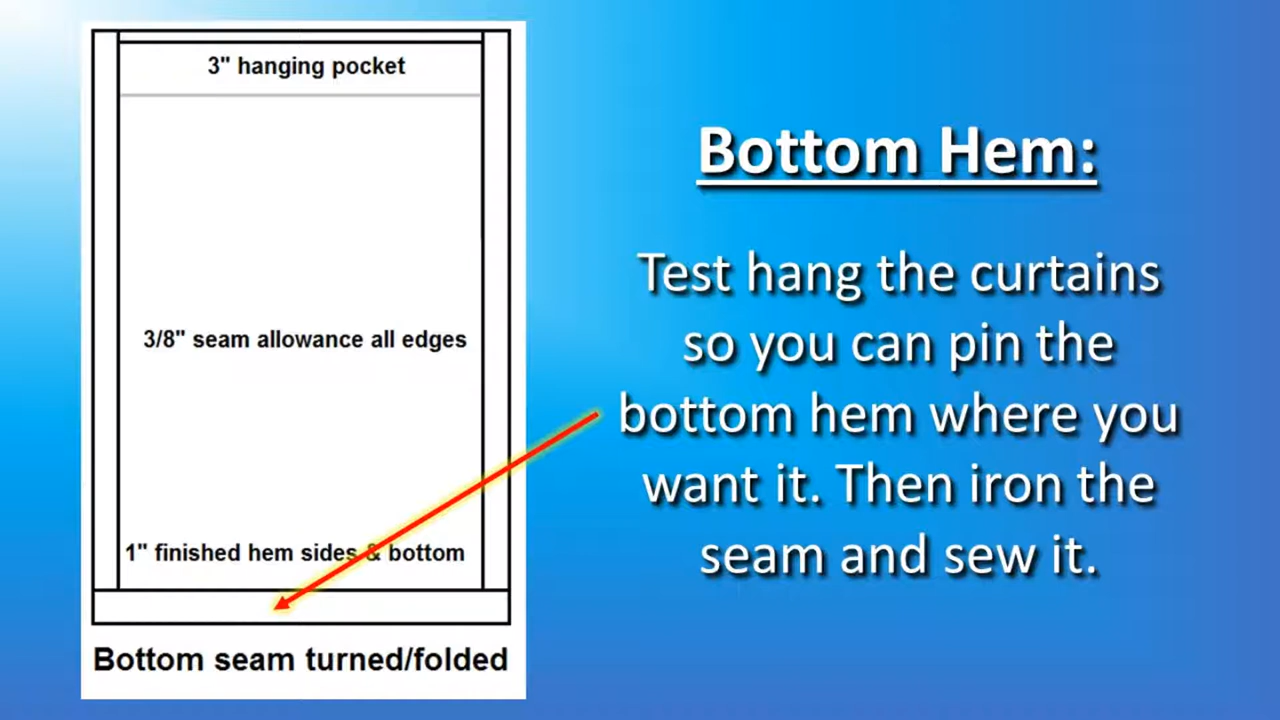 3" hanging pocket
3/8" seam allowance all edges
1" finished hem sides & bottom
Bottom seam turned/folded
Bottom Hem:
Test hang the curtains
so you can pin the
bottom hem where you
want it. Then iron the
seam and sew it.